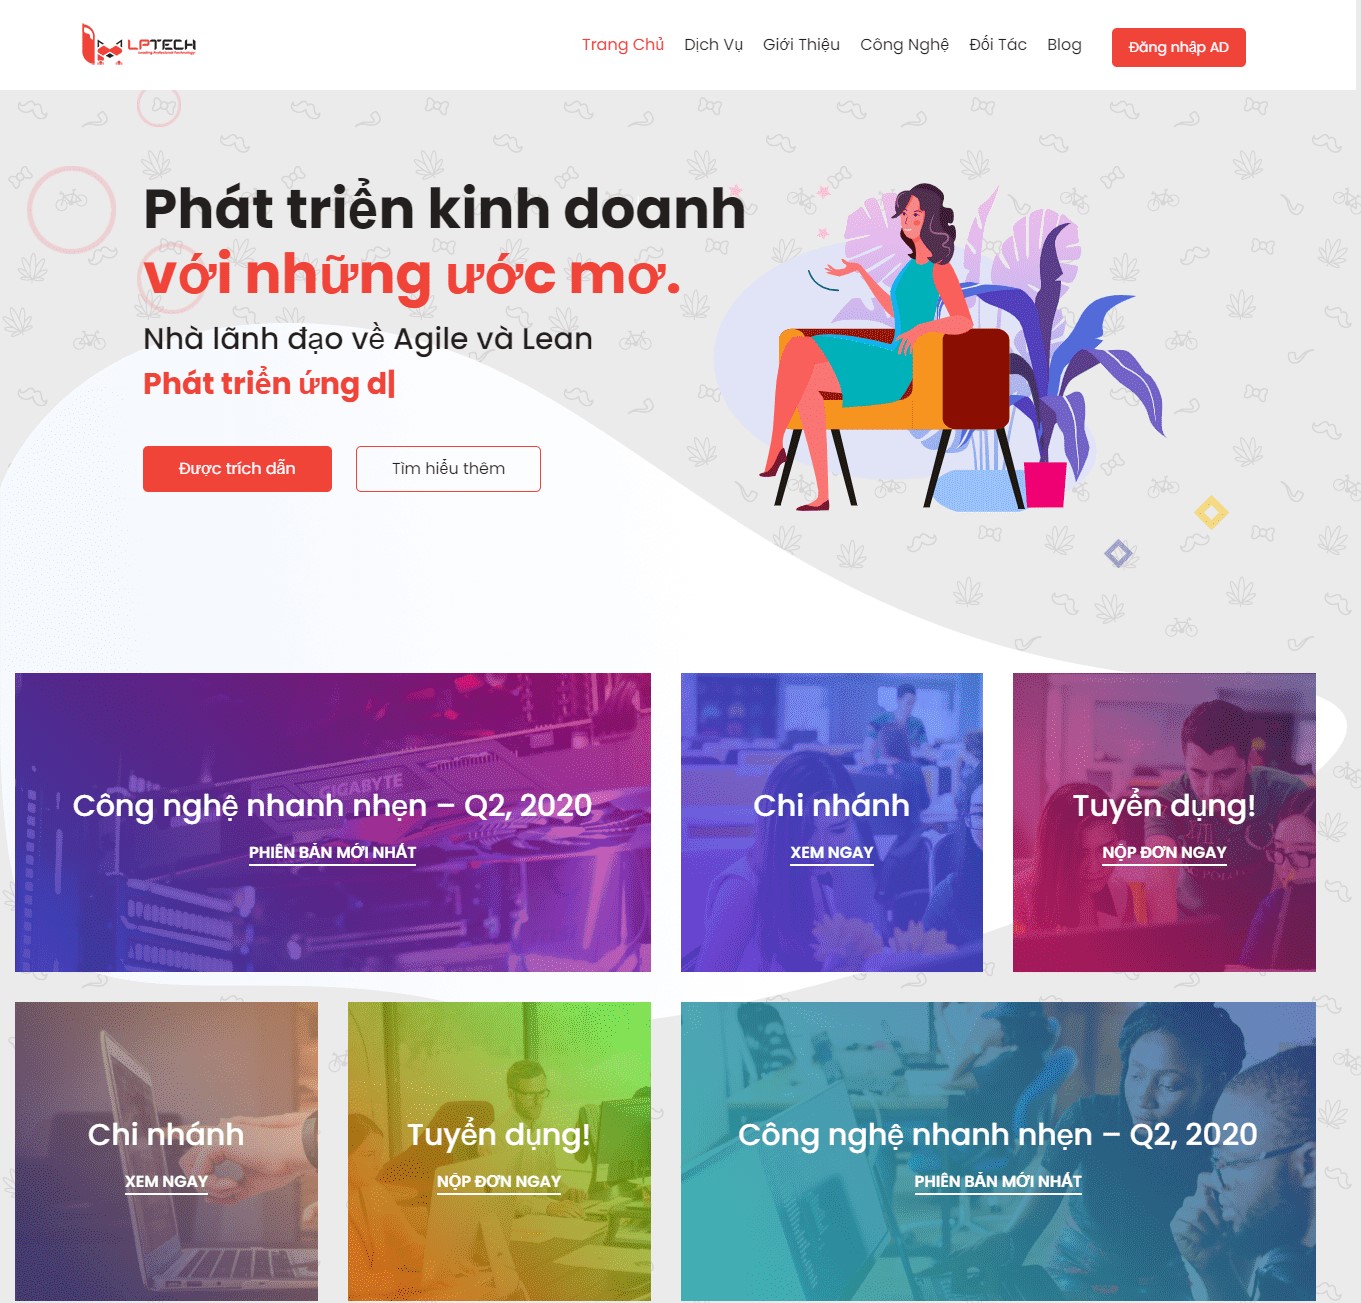 LPTECH
Leading Professional Technology
Trang Chủ Dịch Vụ Giới Thiệu Công Nghệ Đối Tác Blog Đăng nhập AD
Phát triển kinh doanh
với những ước mơ.
Nhà lãnh đạo về Agile và Lean
Phát triển ứng d|
Được trích dẫn Tìm hiểu thêm
GIGABYTE
Công nghệ nhanh nhẹn – Q2, 2020
PHIÊN BẢN MỚI NHẤT
Chi nhánh
XEM NGAY
Tuyển dụng!
NỘP ĐƠN NGAY
Chi nhánh
XEM NGAY
Tuyển dụng!
NỘP ĐƠN NGAY
Công nghệ nhanh nhẹn – Q2, 2020
PHIÊN BẢN MỚI NHẤT